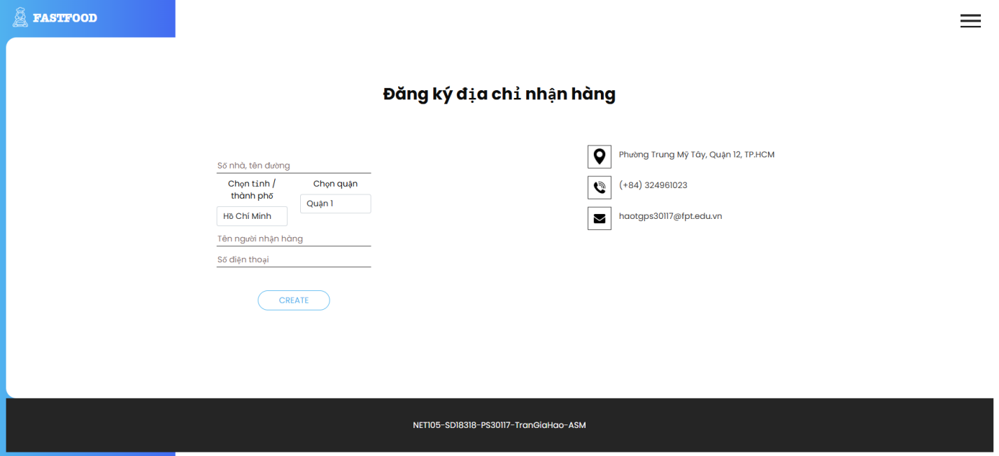 FASTFOOD
Đăng ký địa chỉ nhận hàng
Số nhà, tên đường
Chọn tỉnh /
thành phố
Hồ Chí Minh
Chọn quận
Quận 1
Tên người nhận hàng
Số điện thoại
CREATE
Phường Trung Mỹ Tây, Quận 12, TP.HCM
(+84) 324961023
haotgps30117@fpt.edu.vn
NET105-SD18318-PS30117-TranGiaHao-ASM